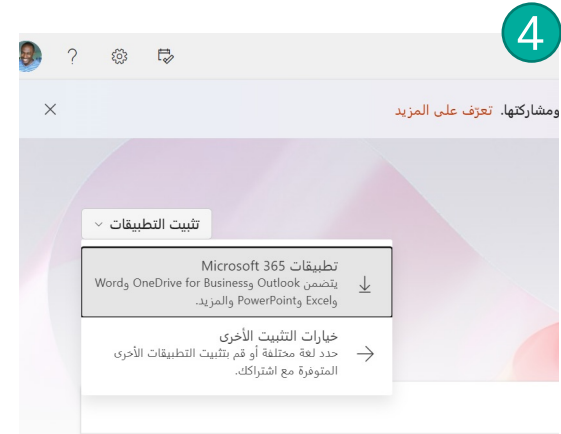 4
?
ومشاركتها. تعرّف على المزيد
تثبيت التطبيقات
تطبيقات Microsoft 365
يتضمن Outlook وOneDrive for Business وWord
وExcel وPowerPoint والمزيد.
خيارات التثبيت الأخرى
حدد لغة مختلفة أو قم بتثبيت التطبيقات الأخرى
المتوفرة مع اشتراكك.